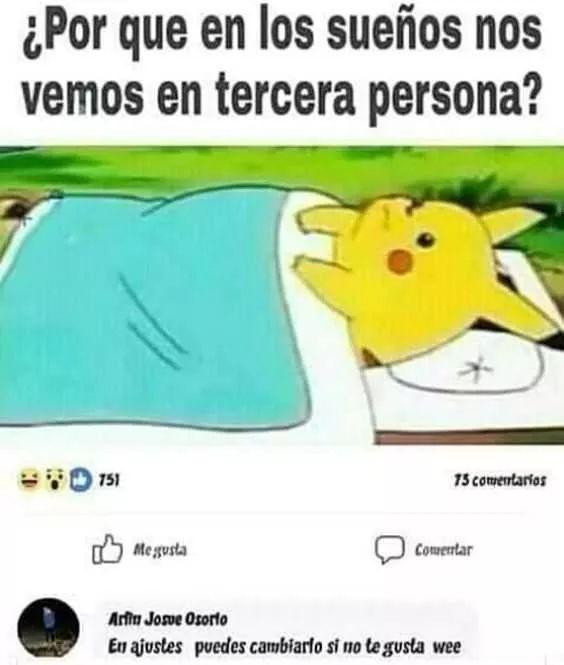 ¿Por que en los sueños nos
vemos en tercera persona?
751
73 comentarios
Me gusta
Comentar
Arlin Josue Osorio
En ajustes puedes cambiarlo si no te gusta wee